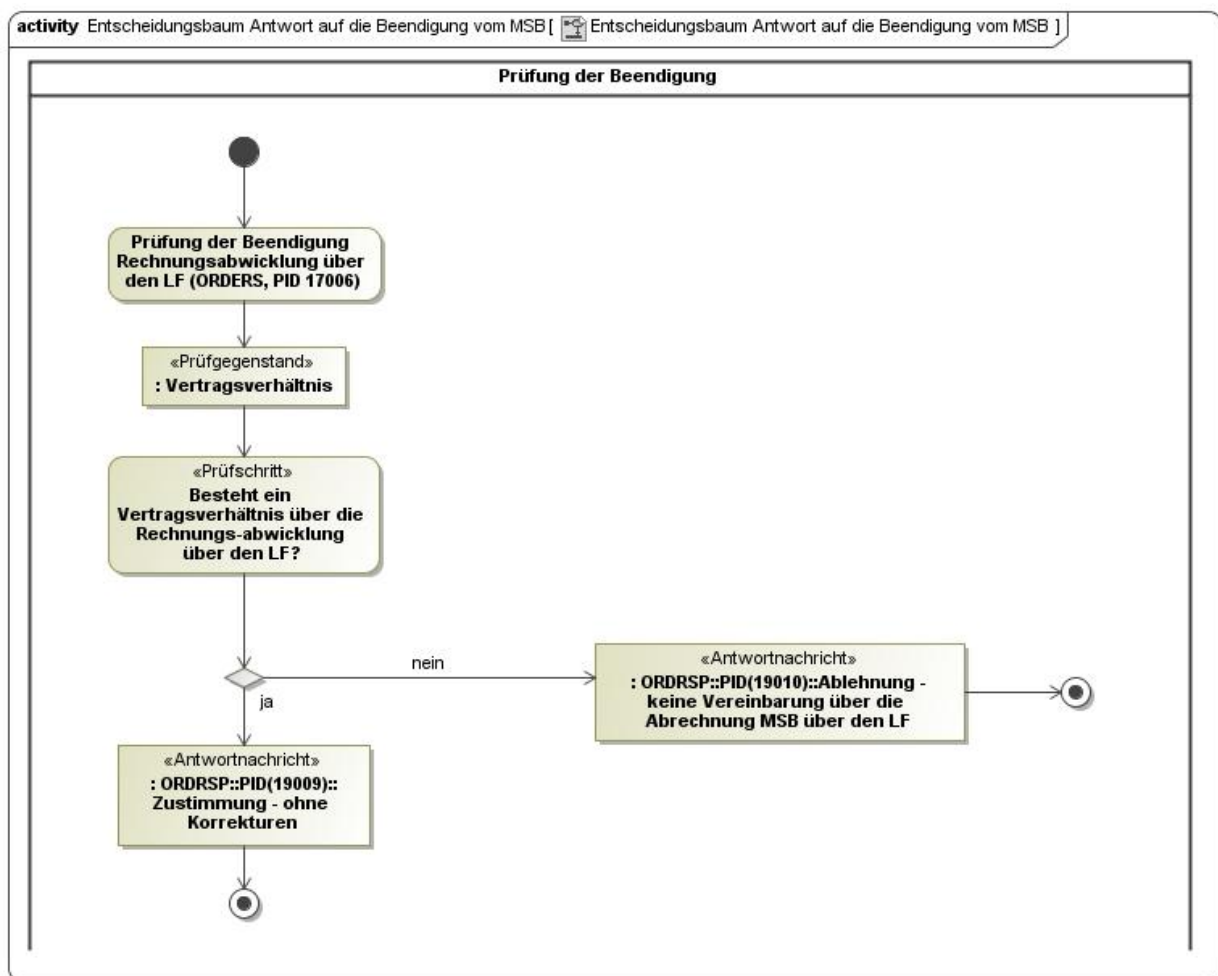 activity Entscheidungsbaum Antwort auf die Beendigung vom MSB [ Entscheidungsbaum Antwort auf die Beendigung vom MSB ]
Prüfung der Beendigung
Prüfung der Beendigung
Rechnungsabwicklung über
den LF (ORDERS, PID 17006)
«Prüfgegenstand»
: Vertragsverhältnis
«Prüfschritt»
Besteht ein
Vertragsverhältnis über die
Rechnungs-abwicklung
über den LF?
nein
«Antwortnachricht»
: ORDRSP::PID(19010)::Ablehnung -
keine Vereinbarung über die
Abrechnung MSB über den LF
ja
«Antwortnachricht»
: ORDRSP::PID(19009)::
Zustimmung - ohne
Korrekturen